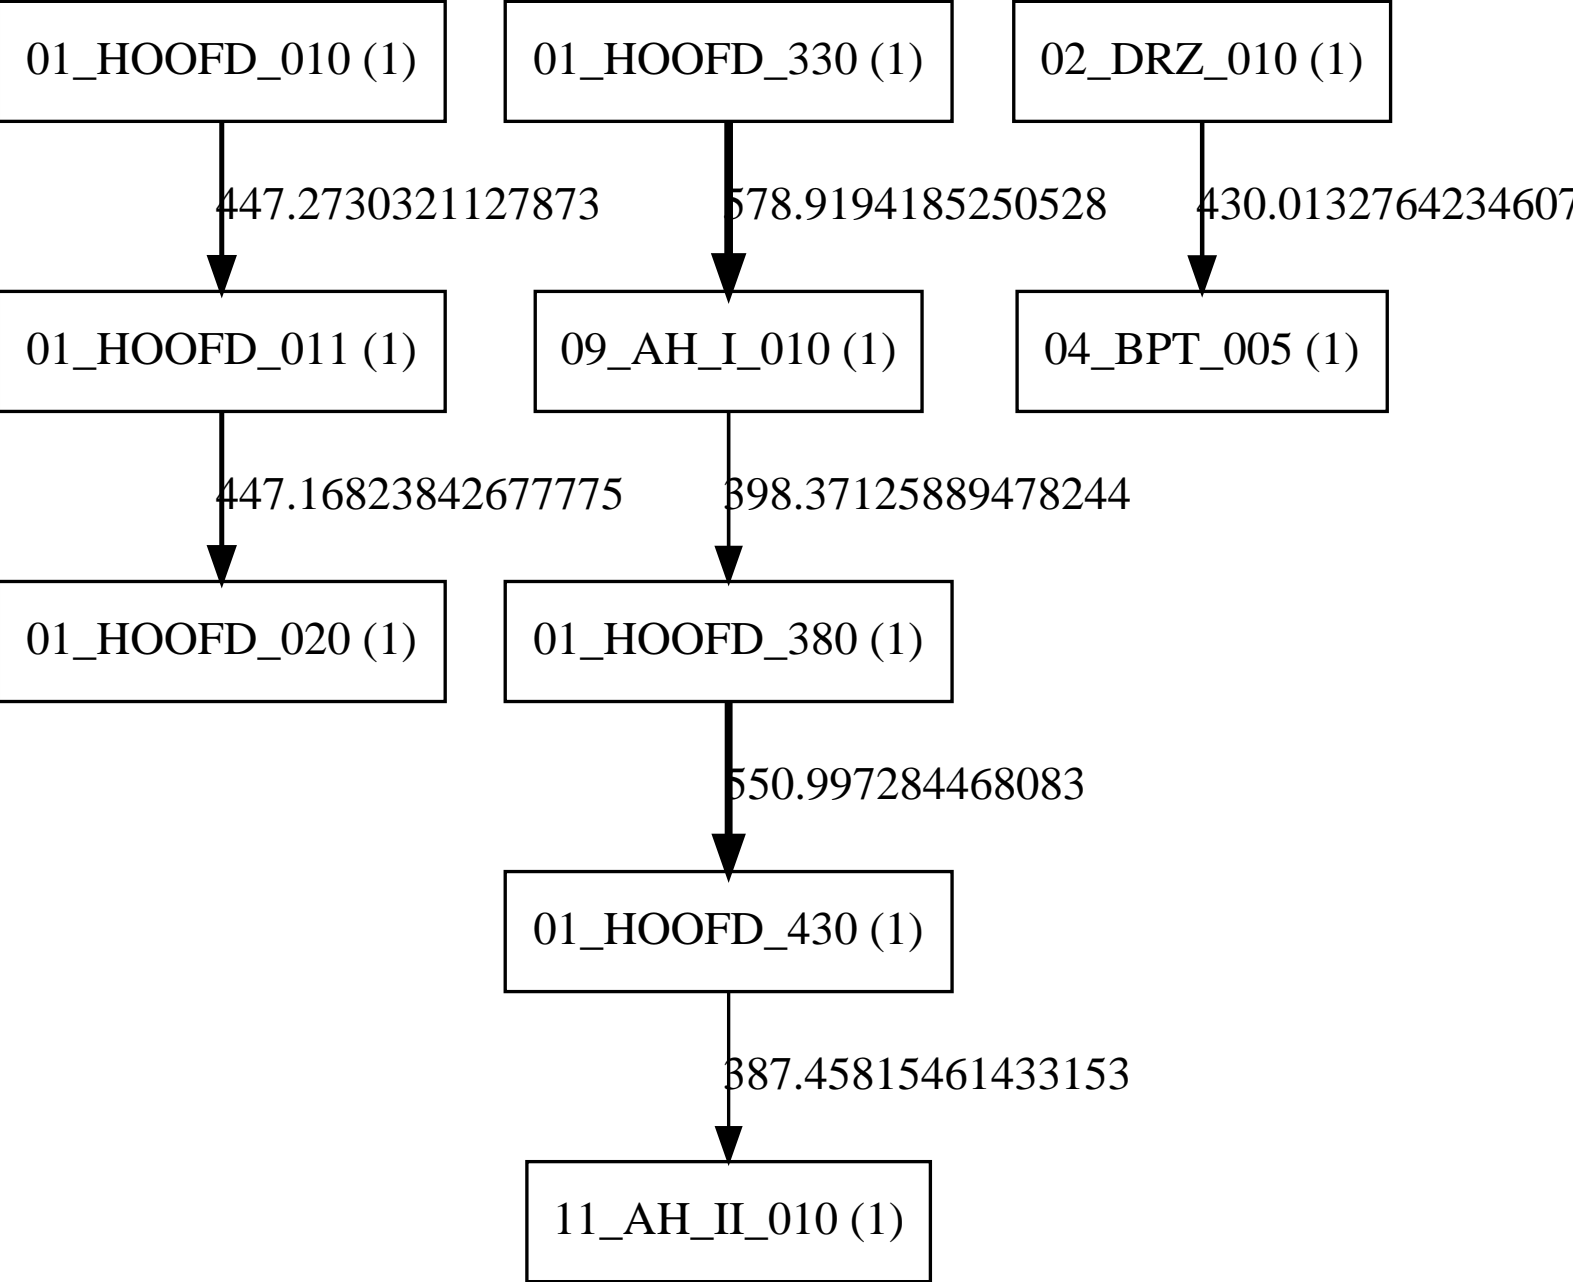 01_HOOFD_010 (1)
01_HOOFD_330 (1)
02_DRZ_010 (1)
447.2730321127873
578.9194185250528
430.0132764234607
01_HOOFD_011 (1)
09_AH_I_010 (1)
04_BPT_005 (1)
447.16823842677775
398.37125889478244
01_HOOFD_020 (1)
01_HOOFD_380 (1)
550.997284468083
01_HOOFD_430 (1)
387.45815461433153
11_AH_II_010 (1)